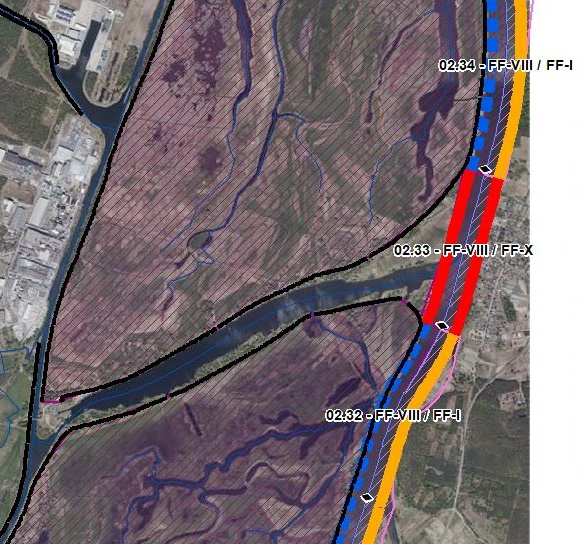 02.34 - FF-VIII / FF-I
02.33 - FF-VIII / FF-X
02.32 - FF-VIII / FF-I